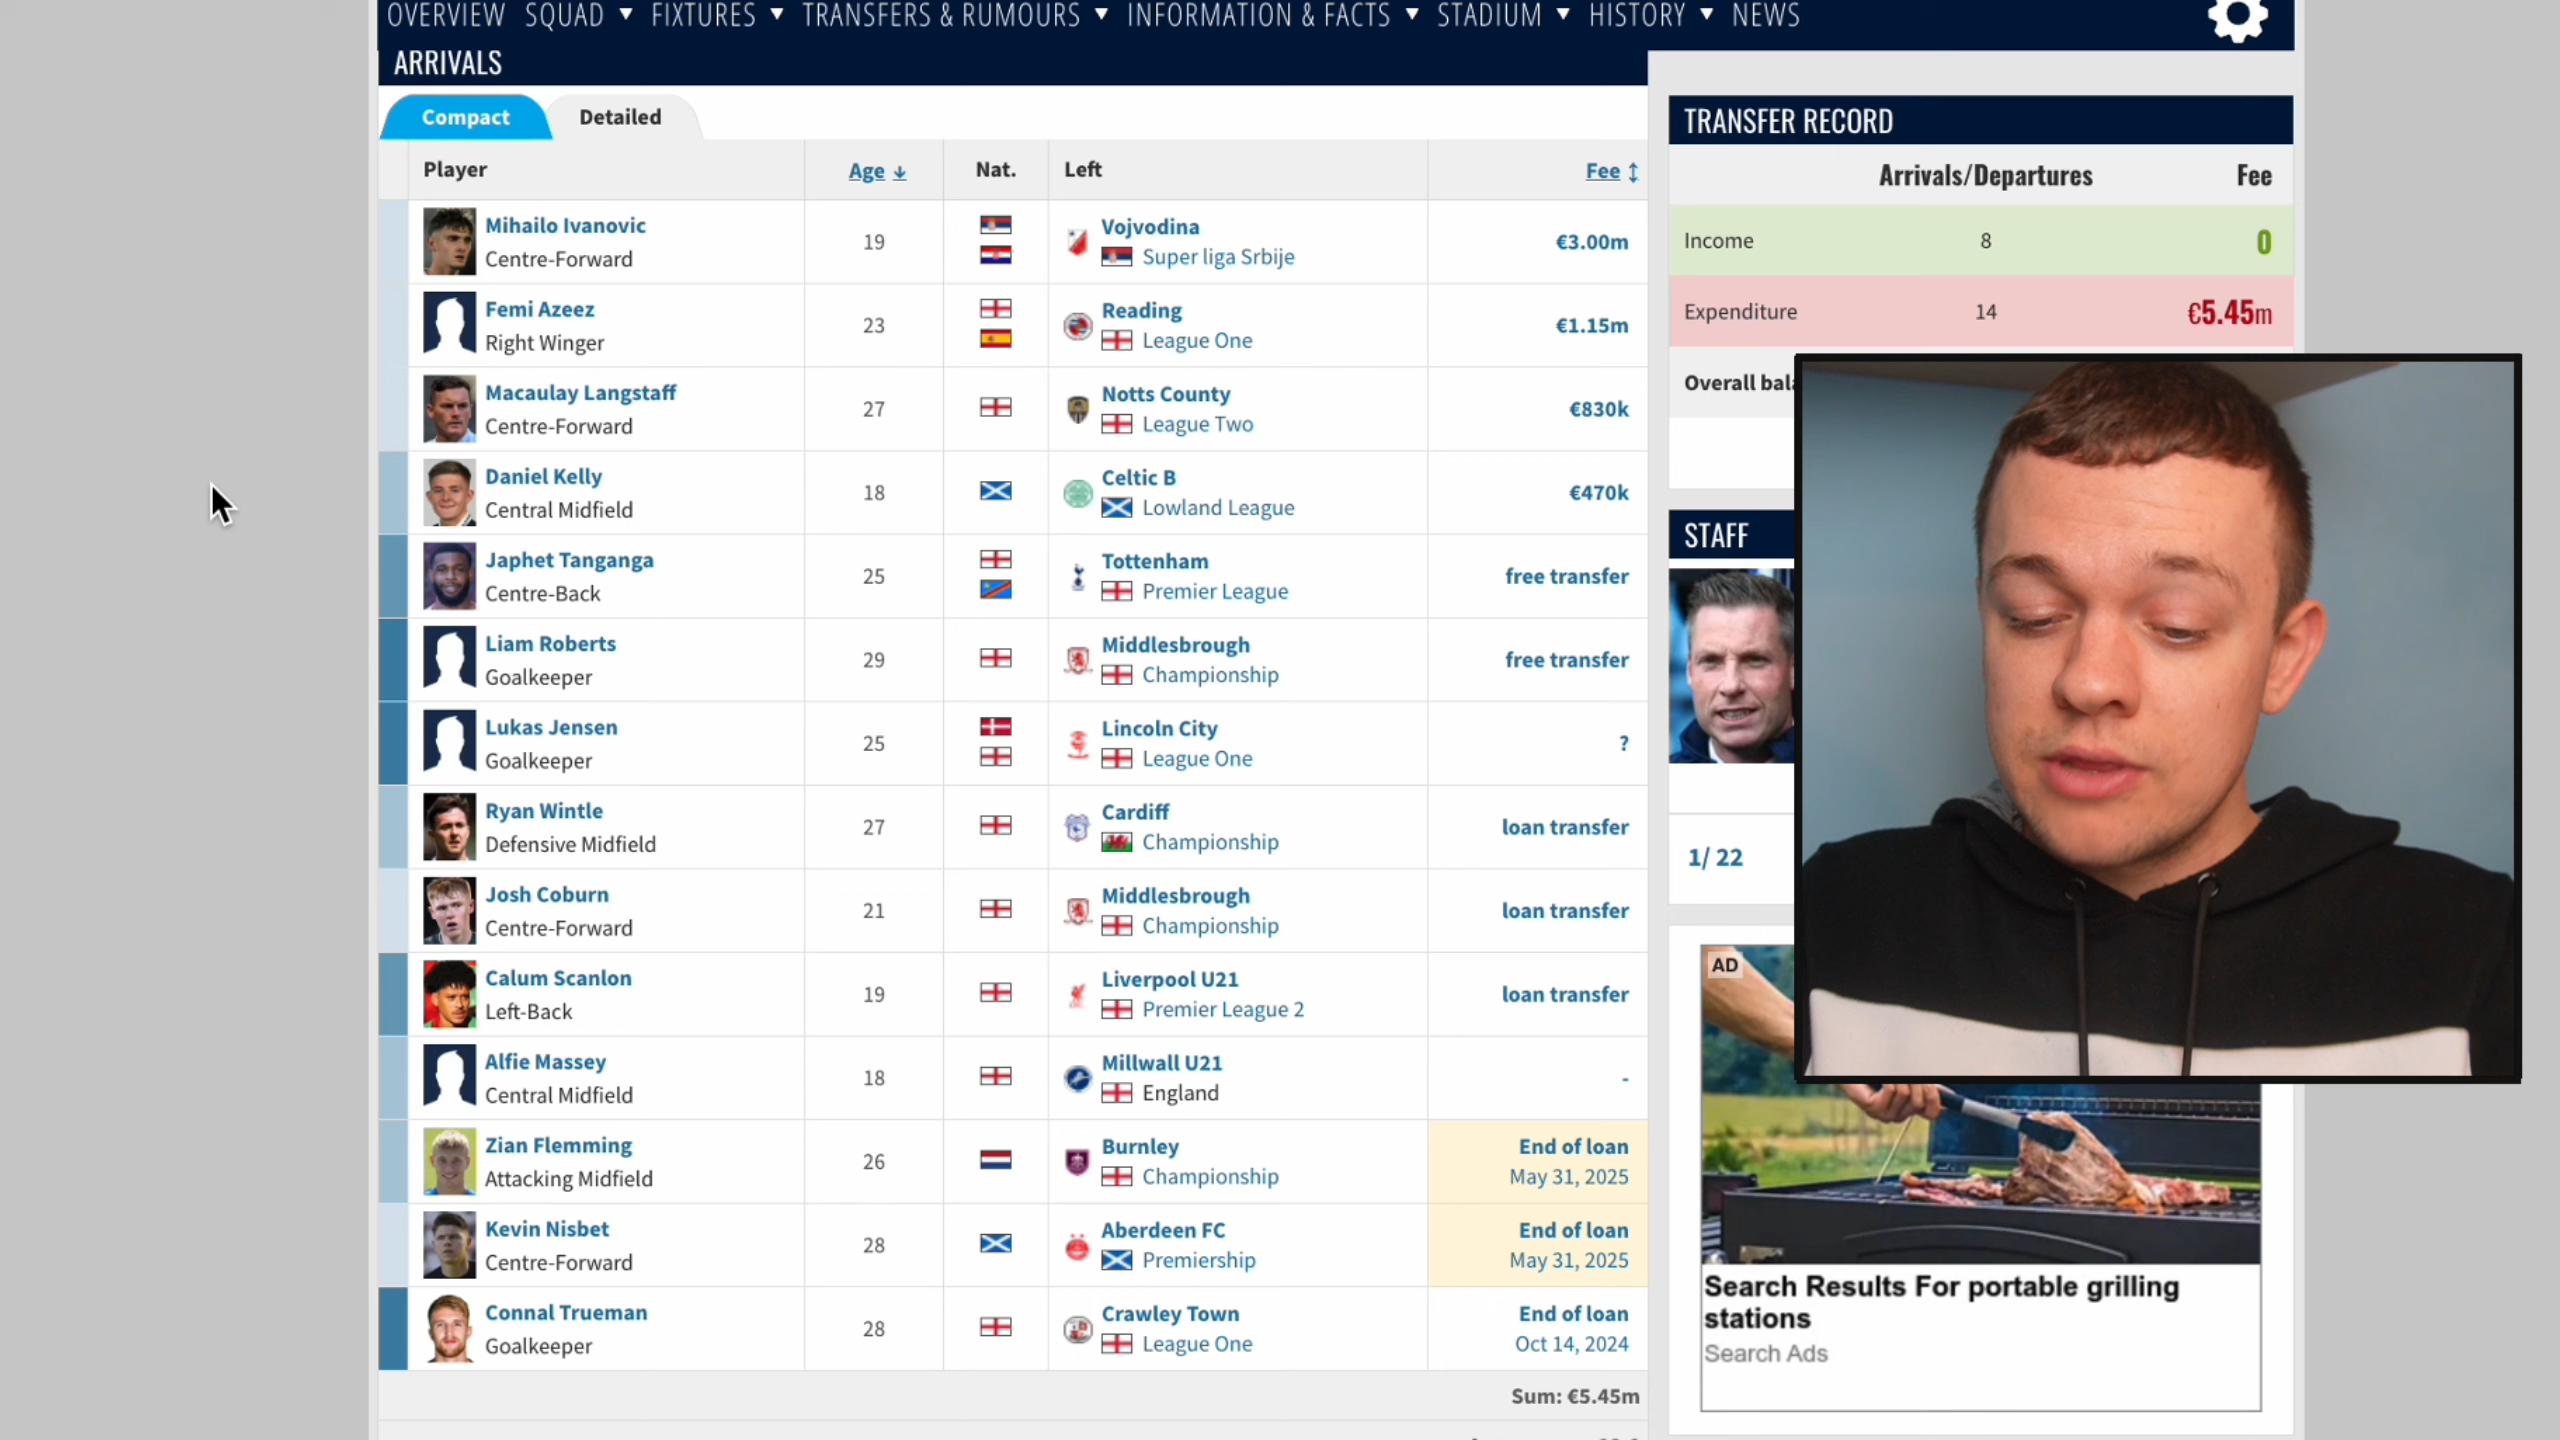 OVERVIEW SQUAD ▼ FIXTURES ▼ TRANSFERS & RUMOURS ▼ INFORMATION & FACTS ▼ STADIUM ▼ HISTORY ▼ NEWS
ARRIVALS
Compact Detailed
Player Age Nat. Left Fee
Mihailo Ivanovic
Centre-Forward
19
Vojvodina
Super liga Srbije
€3.00m
Femi Azeez
Right Winger
23
Reading
League One
€1.15m
Macaulay Langstaff
Centre-Forward
27
Notts County
League Two
€830k
Daniel Kelly
Central Midfield
18
Celtic B
Lowland League
€470k
Japhet Tanganga
Centre-Back
25
Tottenham
Premier League
free transfer
Liam Roberts
Goalkeeper
29
Middlesbrough
Championship
free transfer
Lukas Jensen
Goalkeeper
25
Lincoln City
League One
?
Ryan Wintle
Defensive Midfield
27
Cardiff
Championship
loan transfer
Josh Coburn
Centre-Forward
21
Middlesbrough
Championship
loan transfer
Calum Scanlon
Left-Back
19
Liverpool U21
Premier League 2
loan transfer
Alfie Massey
Central Midfield
18
Millwall U21
England
-
Zian Flemming
Attacking Midfield
26
Burnley
Championship
End of loan
May 31, 2025
Kevin Nisbet
Centre-Forward
28
Aberdeen FC
Premiership
End of loan
May 31, 2025
Connal Trueman
Goalkeeper
28
Crawley Town
League One
End of loan
Oct 14, 2024
Sum: €5.45m
TRANSFER RECORD
Arrivals/Departures Fee
Income 8 0
Expenditure 14 €5.45m
Overall
STAFF
1/ 22
AD
Search Results For portable grilling
stations
Search Ads